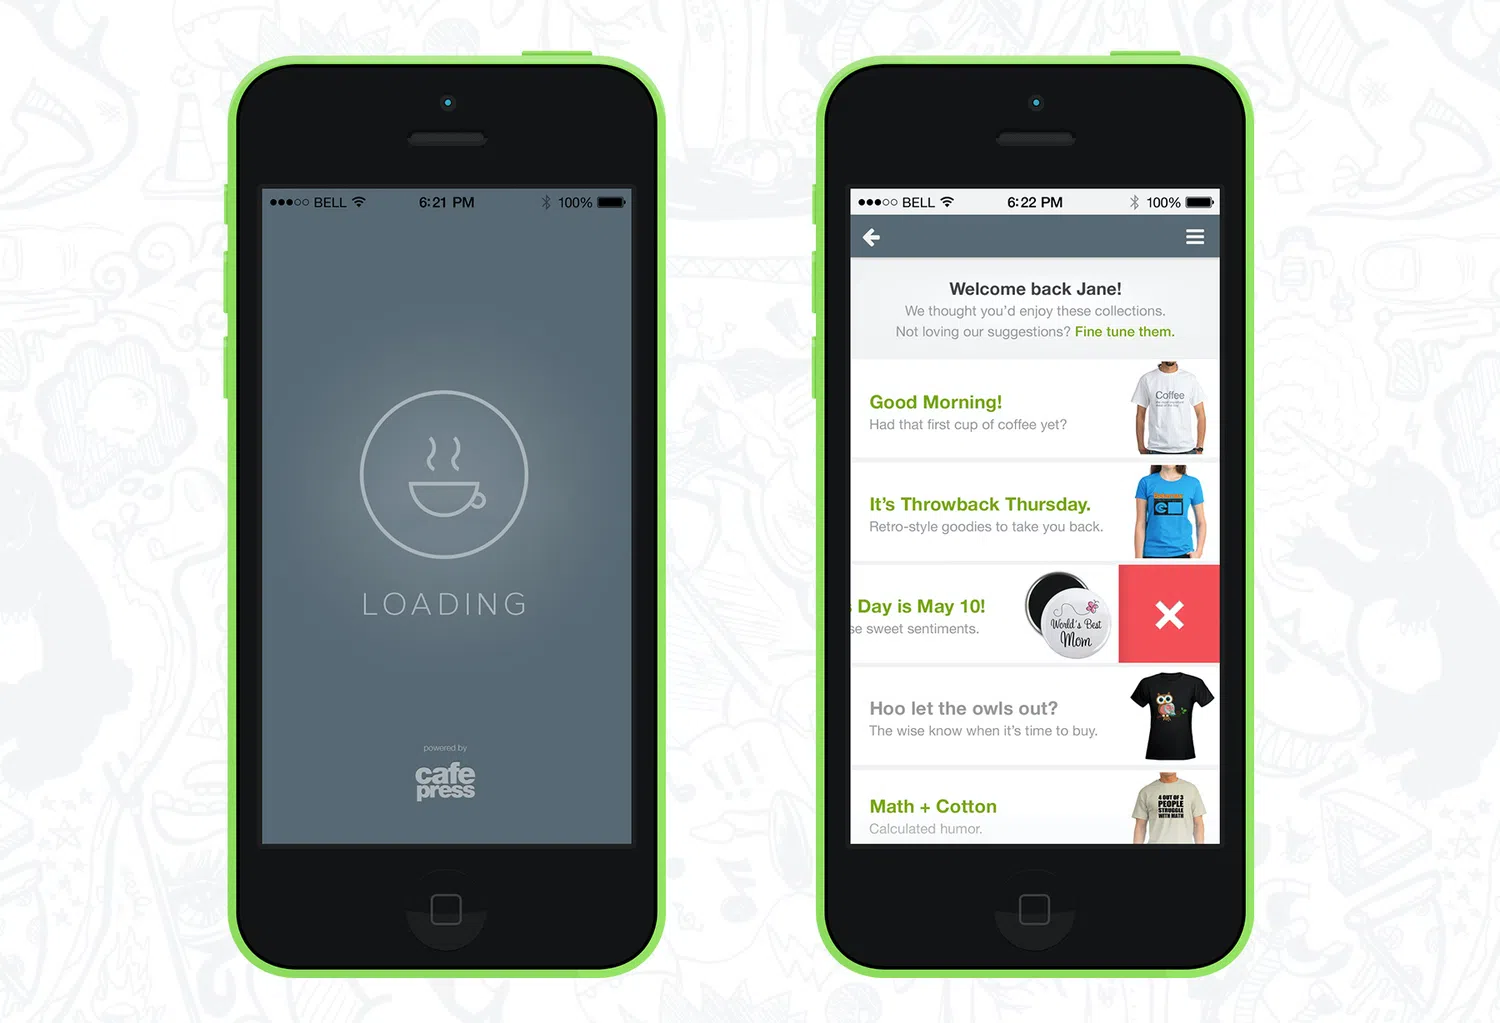 BELL 6:21 PM 100%
LOADING
powered by
cafe
press
BELL 6:22 PM 100%
Welcome back Jane!
We thought you'd enjoy these collections.
Not loving our suggestions? Fine tune them.
Good Morning!
Had that first cup of coffee yet?
Coffee
It's Throwback Thursday.
Retro-style goodies to take you back.
s Day is May 10!
se sweet sentiments.
World's Best
Mom
Hoo let the owls out?
The wise know when it's time to buy.
Math + Cotton
Calculated humor.
4 OUT OF 3
PEOPLE
STRUGGLE
WITH MATH